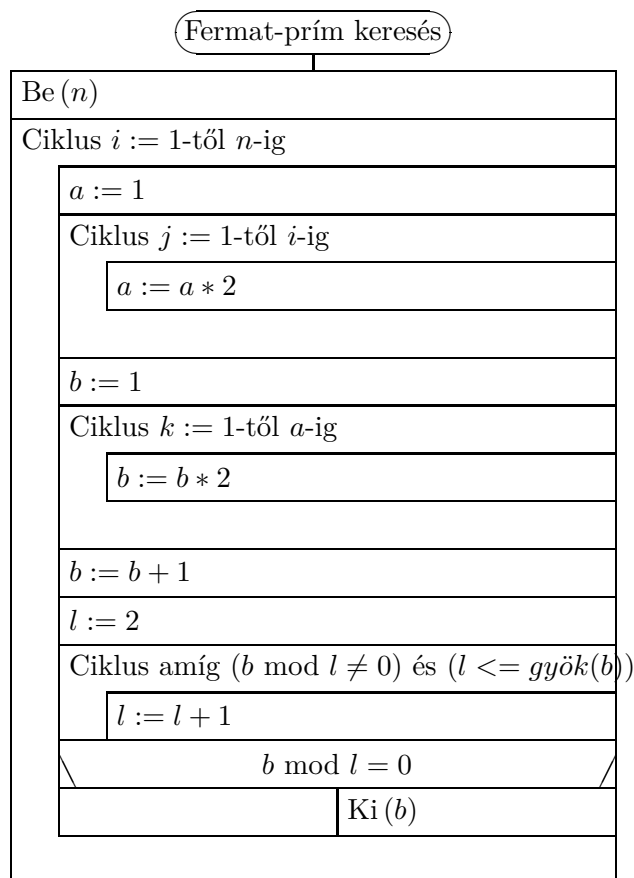 Fermat-prím keresés
Be (n)
Ciklus i := 1-től n-ig
a := 1
Ciklus j := 1-től i-ig
a := a ∗ 2
b := 1
Ciklus k := 1-től a-ig
b := b ∗ 2
b := b + 1
l := 2
Ciklus amíg (b mod l ≠ 0) és (l <= gyök(b))
l := l + 1
b mod l = 0
Ki (b)